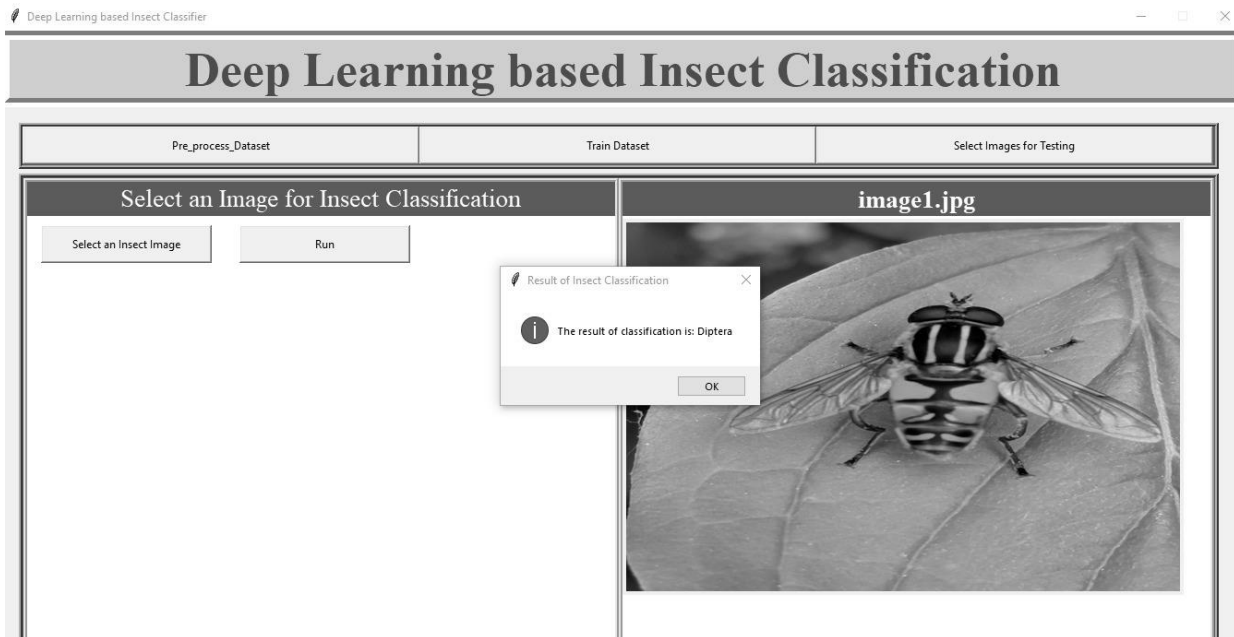 Deep Learning based Insect Classifier
Deep Learning based Insect Classification
Pre_process_Dataset
Train Dataset
Select Images for Testing
Select an Image for Insect Classification
image1.jpg
Select an Insect Image
Run
Result of Insect Classification
The result of classification is: Diptera
OK